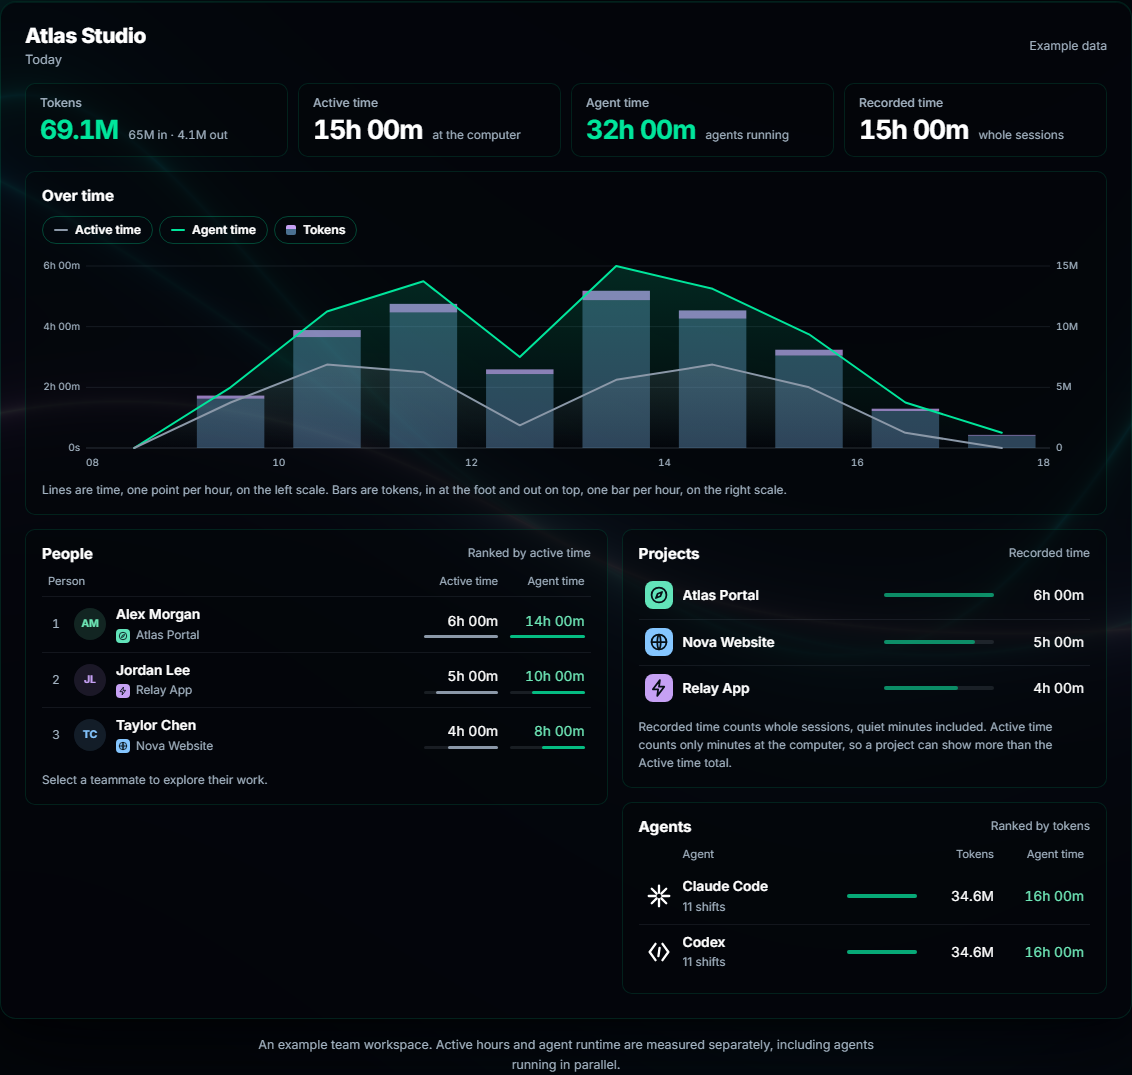 Atlas Studio
Today
Example data
Tokens
69.1M 65M in · 4.1M out
Active time
15h 00m at the computer
Agent time
32h 00m agents running
Recorded time
15h 00m whole sessions
Over time
Active time
Agent time
Tokens
6h 00m
4h 00m
2h 00m
0s
15M
10M
5M
0
08 10 12 14 16 18
Lines are time, one point per hour, on the left scale. Bars are tokens, in at the foot and out on top, one bar per hour, on the right scale.
People
Ranked by active time
Person Active time Agent time
1 AM Alex Morgan 6h 00m 14h 00m
Atlas Portal
2 JL Jordan Lee 5h 00m 10h 00m
Relay App
3 TC Taylor Chen 4h 00m 8h 00m
Nova Website
Select a teammate to explore their work.
Projects
Recorded time
Atlas Portal 6h 00m
Nova Website 5h 00m
Relay App 4h 00m
Recorded time counts whole sessions, quiet minutes included. Active time
counts only minutes at the computer, so a project can show more than the
Active time total.
Agents
Ranked by tokens
Agent Tokens Agent time
Claude Code 34.6M 16h 00m
11 shifts
Codex 34.6M 16h 00m
11 shifts
An example team workspace. Active hours and agent runtime are measured separately, including agents
running in parallel.